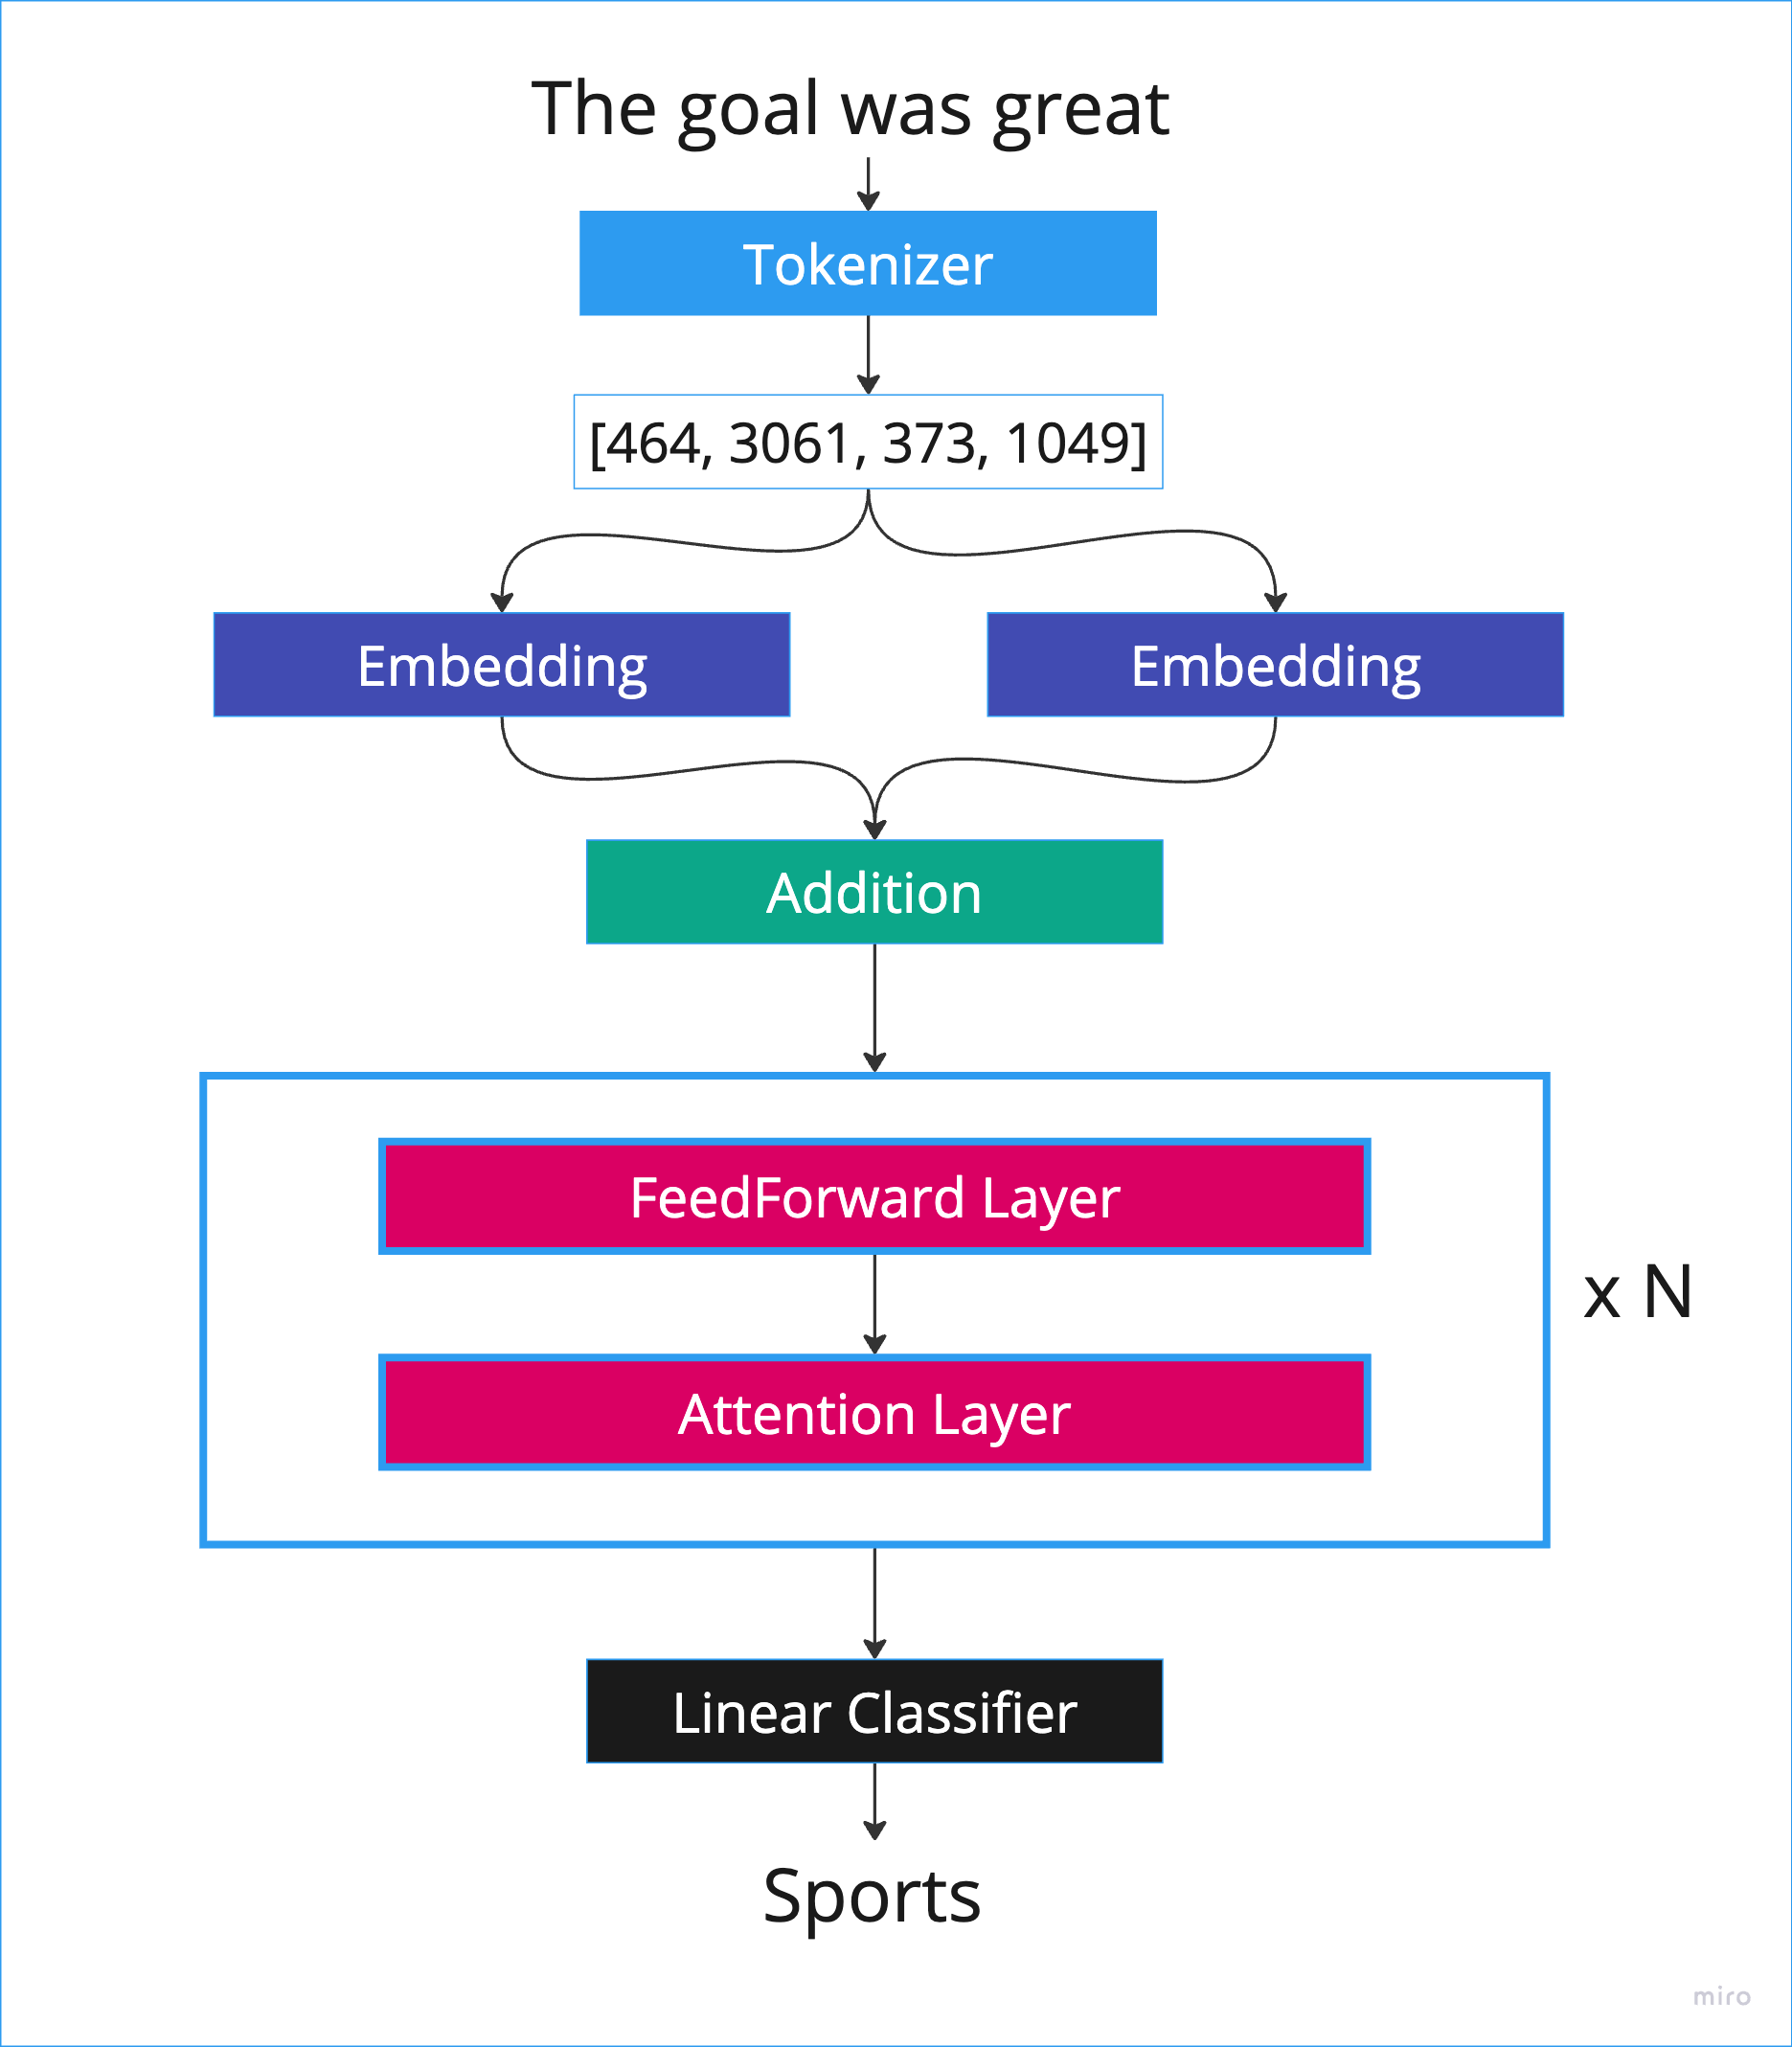 The goal was great
Tokenizer
[464, 3061, 373, 1049]
Embedding
Embedding
Addition
FeedForward Layer
x N
Attention Layer
Linear Classifier
Sports
miro